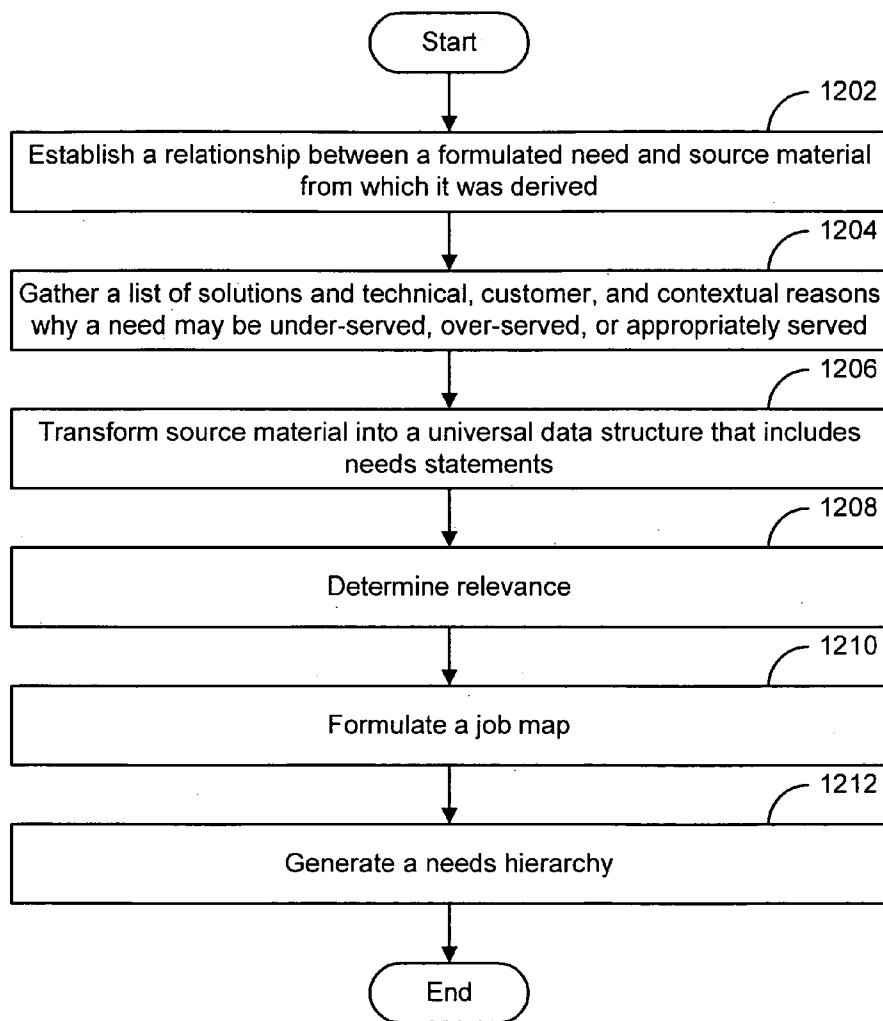 Start
1202
Establish a relationship between a formulated need and source material
from which it was derived
1204
Gather a list of solutions and technical, customer, and contextual reasons
why a need may be under-served, over-served, or appropriately served
1206
Transform source material into a universal data structure that includes
needs statements
1208
Determine relevance
1210
Formulate a job map
1212
Generate a needs hierarchy
End